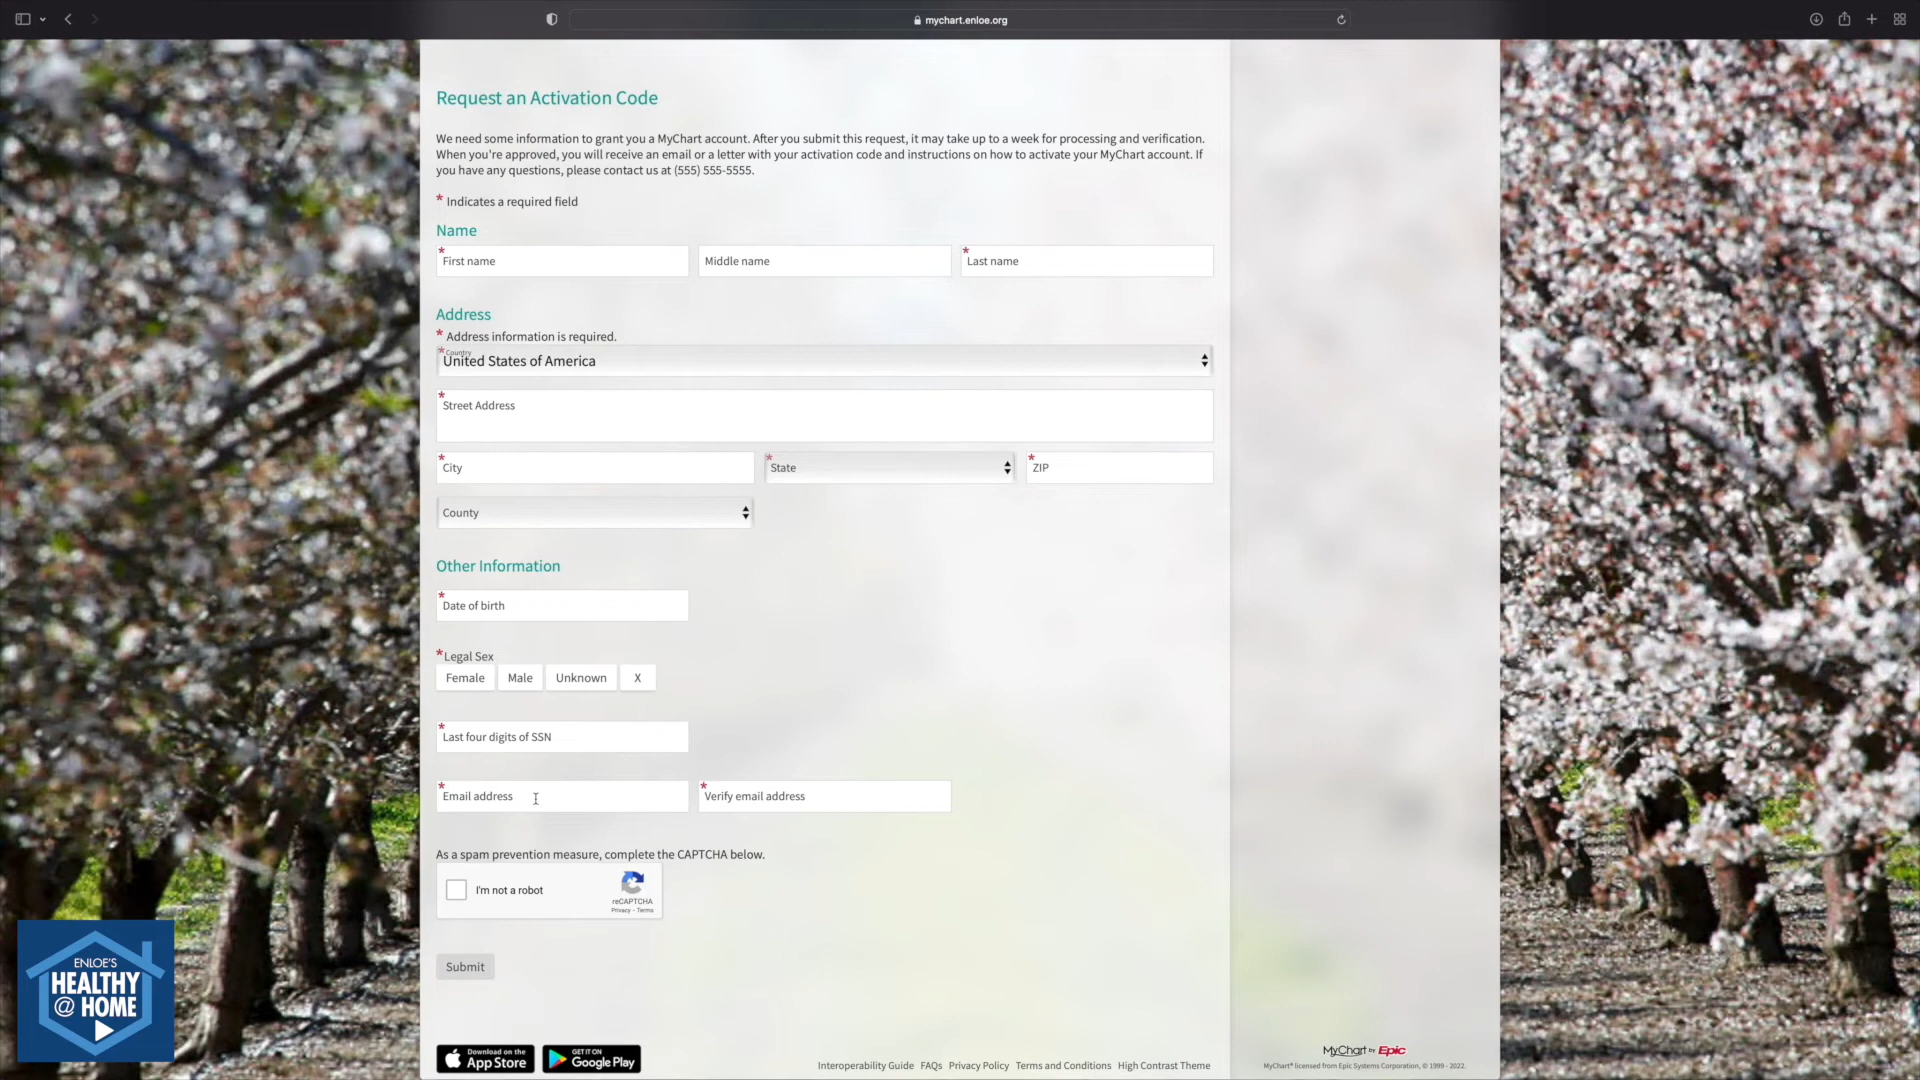 mychart.enloe.org
Request an Activation Code
We need some information to grant you a MyChart account. After you submit this request, it may take up to a week for processing and verification.
When you're approved, you will receive an email or a letter with your activation code and instructions on how to activate your MyChart account. If
you have any questions, please contact us at (555) 555-5555.
* Indicates a required field
Name
* First name
Middle name
* Last name
Address
* Address information is required.
* Country
United States of America
* Street Address
* City
* State
* ZIP
County
Other Information
* Date of birth
* Legal Sex
Female Male Unknown X
* Last four digits of SSN
* Email address
* Verify email address
As a spam prevention measure, complete the CAPTCHA below.
I'm not a robot
reCAPTCHA
Privacy - Terms
Submit
ENLOE'S
HEALTHY
@ HOME
Download on the
App Store
GET IT ON
Google Play
Interoperability Guide FAQs Privacy Policy Terms and Conditions High Contrast Theme
MyChart by Epic
MyChart® licensed from Epic Systems Corporation, © 1999 - 2022.